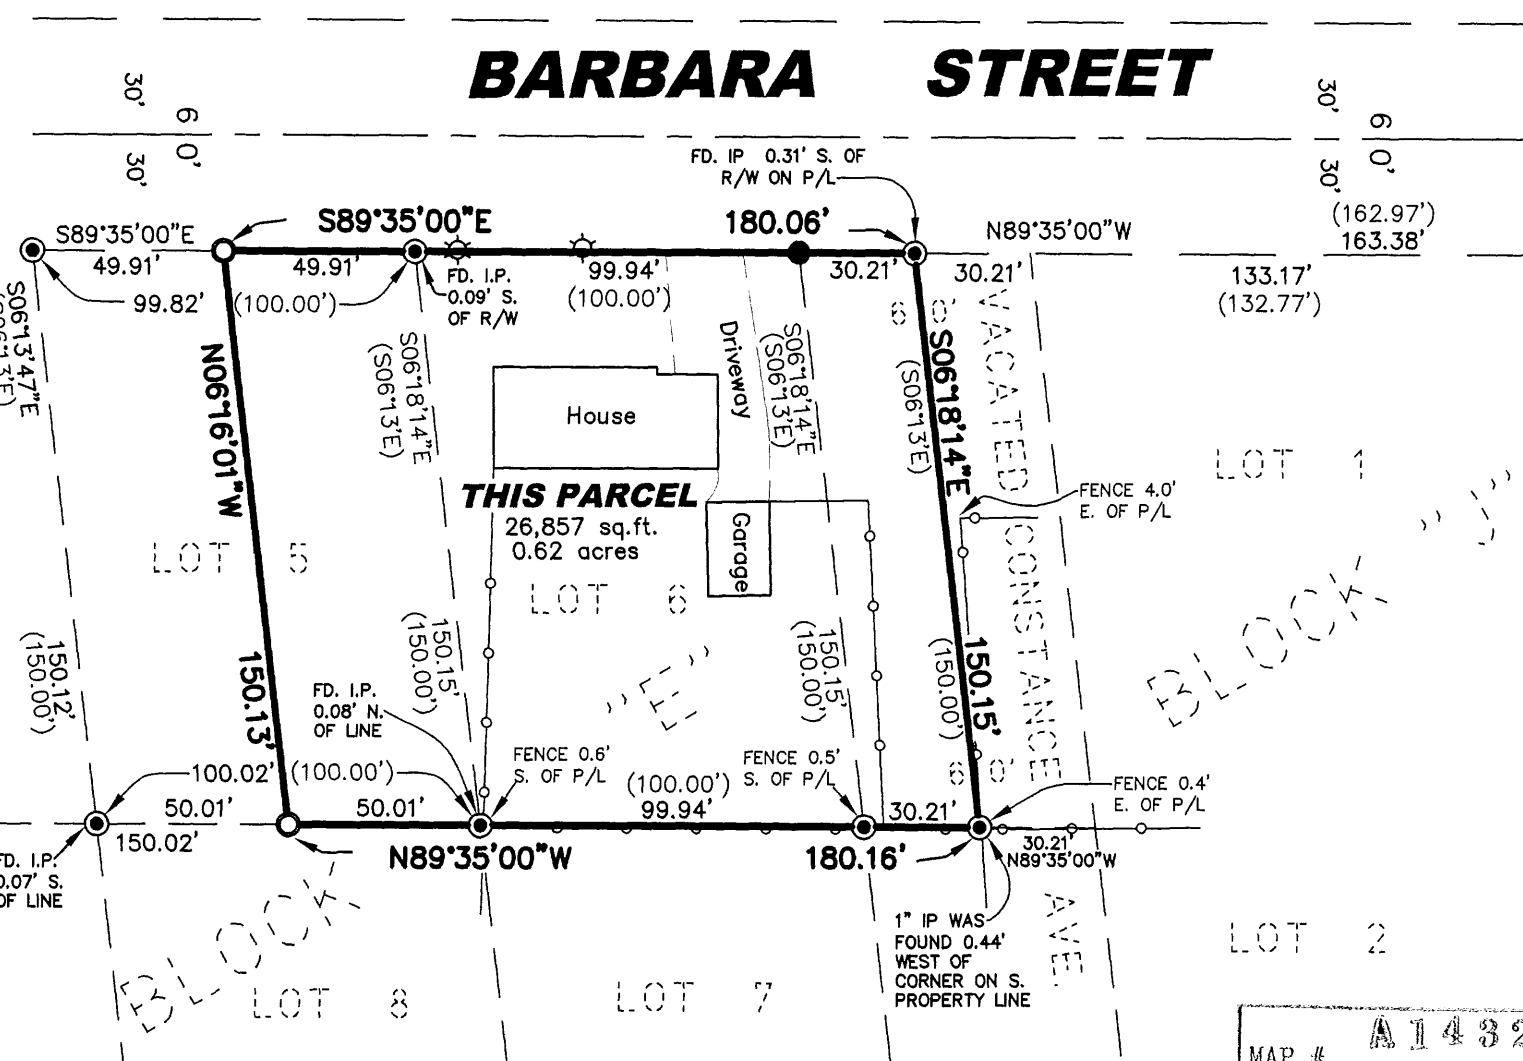 BARBARA STREET
30'
60'
30'
30'
60'
30'
FD. IP 0.31' S. OF
R/W ON P/L
S89°35'00"E
S89°35'00"E
180.06'
N89°35'00"W
(162.97')
163.38'
49.91'
49.91'
99.94'
30.21'
30.21'
133.17'
(132.77')
99.82'
(100.00')
FD. I.P.
0.09' S.
OF R/W
(100.00')
S06°13'47"E
(S06°13'E)
N06°16'01"W
S06°18'14"E
(S06°13'E)
Driveway
S06°18'14"E
(S06°13'E)
60'
S06°18'14"E
(S06°13'E)
VACATED
CONSTANCE
AVE.
House
THIS PARCEL
26,857 sq.ft.
0.62 acres
Garage
LOT 1
FENCE 4.0'
E. OF P/L
LOT 5
LOT 6
"E"
BLOCK "J"
150.12'
(150.00')
150.13'
150.15'
(150.00')
150.15'
(150.00')
150.15'
(150.00')
FD. I.P.
0.08' N.
OF LINE
FENCE 0.6'
S. OF P/L
FENCE 0.5'
S. OF P/L
60'
FENCE 0.4'
E. OF P/L
100.02'
(100.00')
(100.00')
50.01'
50.01'
99.94'
30.21'
150.02'
30.21'
N89°35'00"W
N89°35'00"W
180.16'
FD. I.P.
0.07' S.
OF LINE
1" IP WAS
FOUND 0.44'
WEST OF
CORNER ON S.
PROPERTY LINE
BLOCK
LOT 8
LOT 7
LOT 2
MAP # A1432